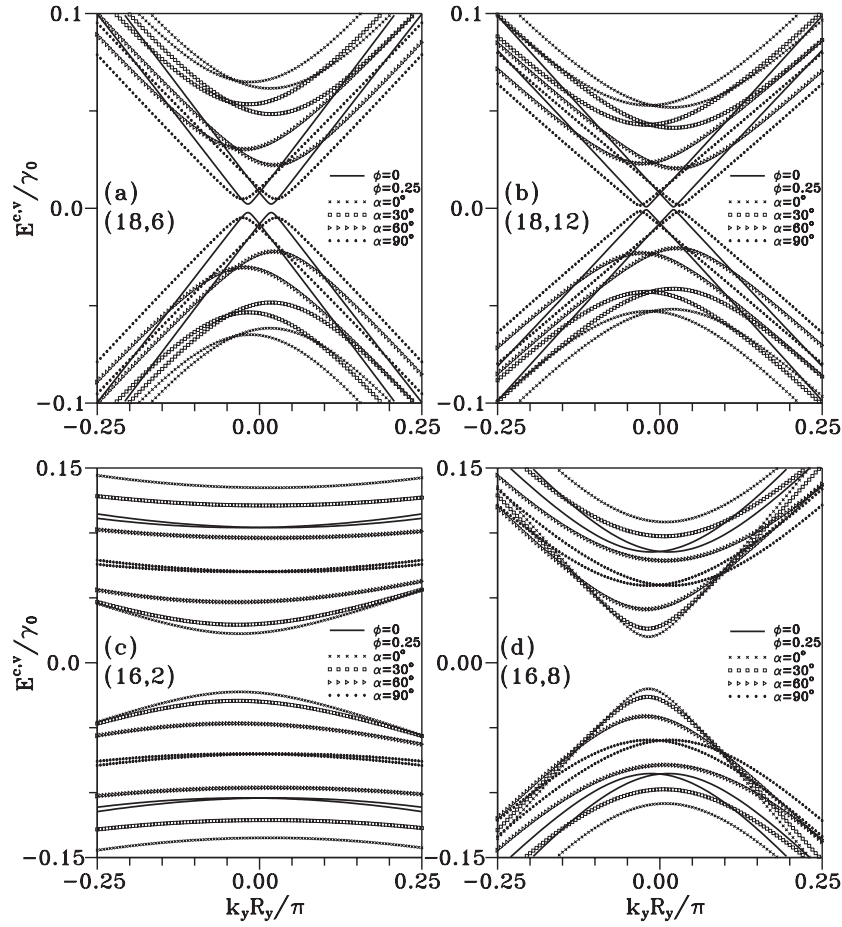 0.1
0.0
-0.1
E^{c,v}/γ₀
(a)
(18,6)
ϕ=0
ϕ=0.25
α=0°
α=30°
α=60°
α=90°
-0.25 0.00 0.25
(b)
(18,12)
ϕ=0
ϕ=0.25
α=0°
α=30°
α=60°
α=90°
-0.25 0.00 0.25
0.15
0.0
-0.15
E^{c,v}/γ₀
(c)
(16,2)
ϕ=0
ϕ=0.25
α=0°
α=30°
α=60°
α=90°
-0.25 0.00 0.25
k_yR_y/π
0.15
0.0
-0.15
(d)
(16,8)
ϕ=0
ϕ=0.25
α=0°
α=30°
α=60°
α=90°
-0.25 0.00 0.25
k_yR_y/π